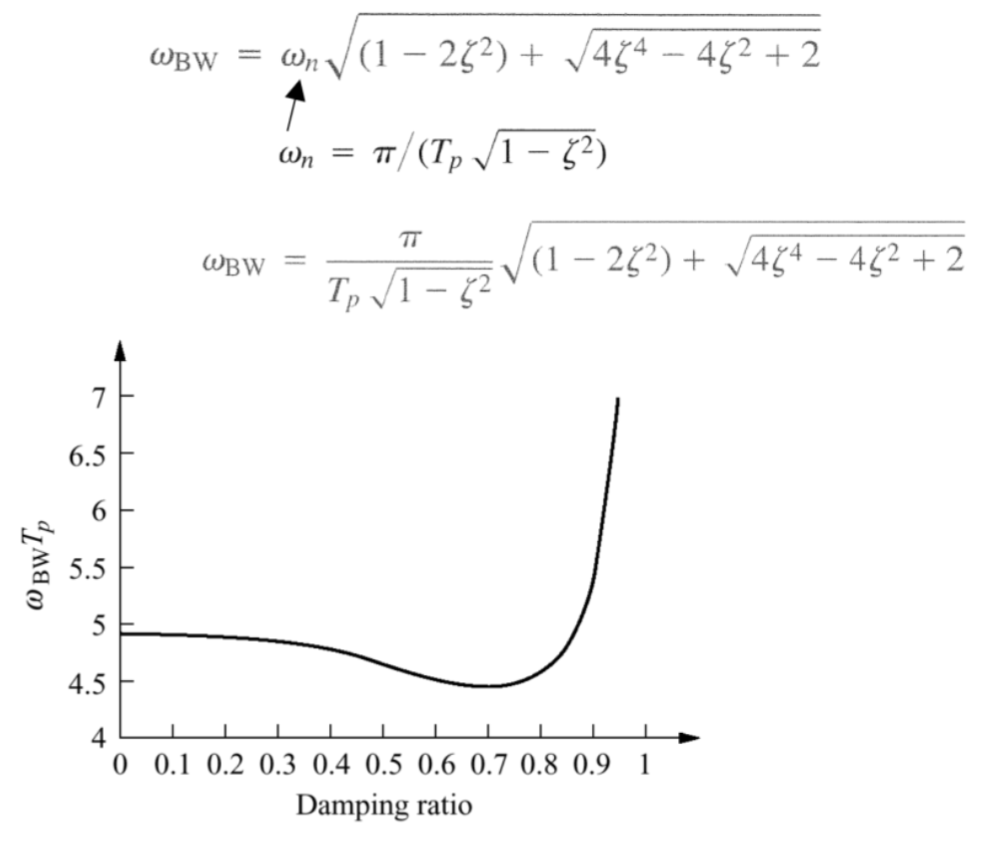 ω_BW = ω_n √((1 − 2ζ²) + √(4ζ⁴ − 4ζ² + 2))
ω_n = π/(T_p √(1 − ζ²))
ω_BW = π/(T_p √(1 − ζ²)) √((1 − 2ζ²) + √(4ζ⁴ − 4ζ² + 2))
7
6.5
6
5.5
5
4.5
4
ω_BW T_p
0 0.1 0.2 0.3 0.4 0.5 0.6 0.7 0.8 0.9 1
Damping ratio